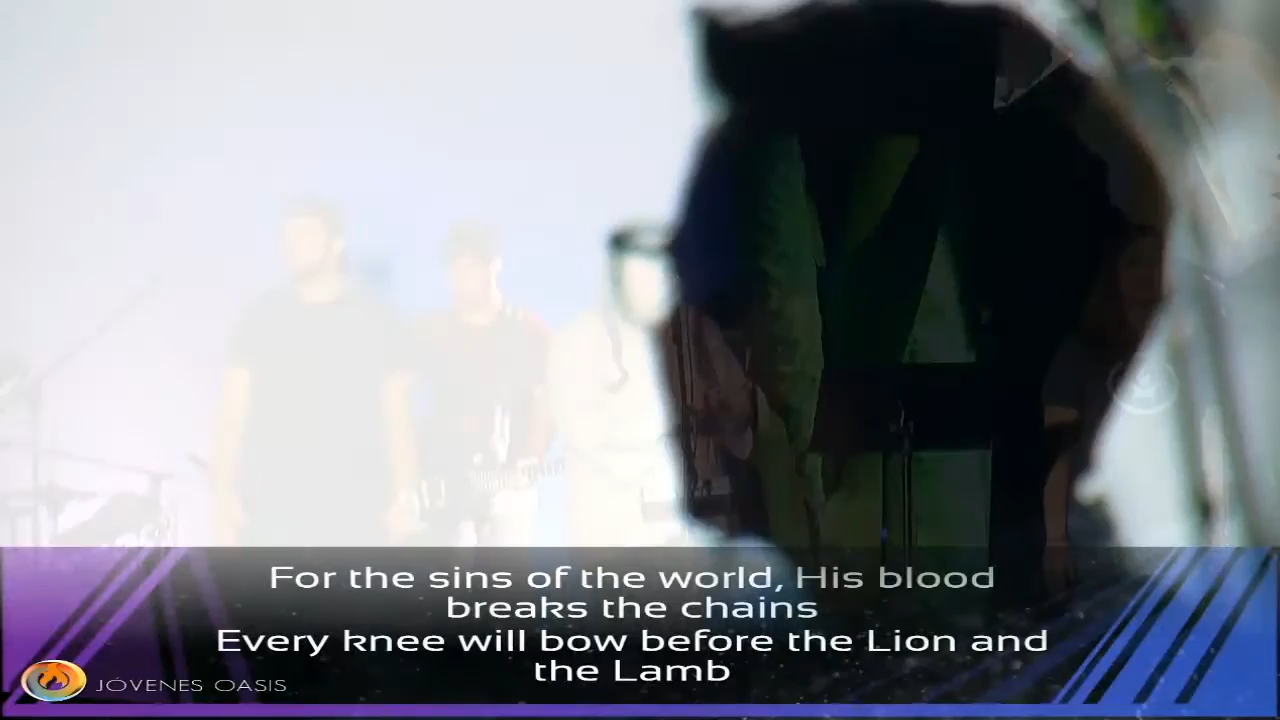 For the sins of the world, His blood
breaks the chains
Every knee will bow before the Lion and
the Lamb
JÓVENES OASIS